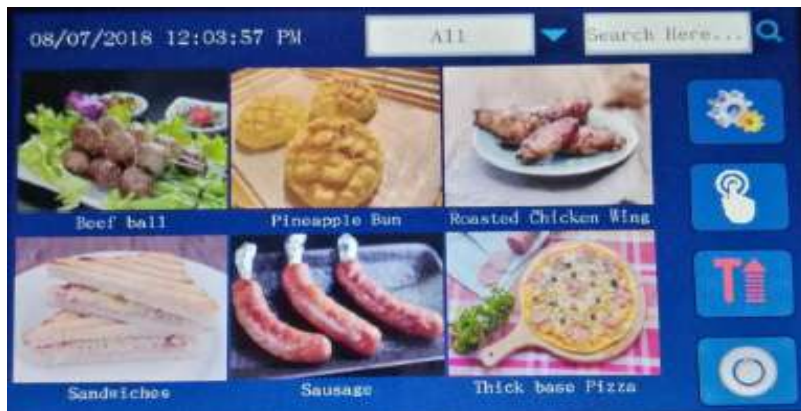 08/07/2018 12:03:57 PM
All
Search Here...
Beef ball
Pineapple Bun
Roasted Chicken Wing
Sandwiches
Sausage
Thick base Pizza
T